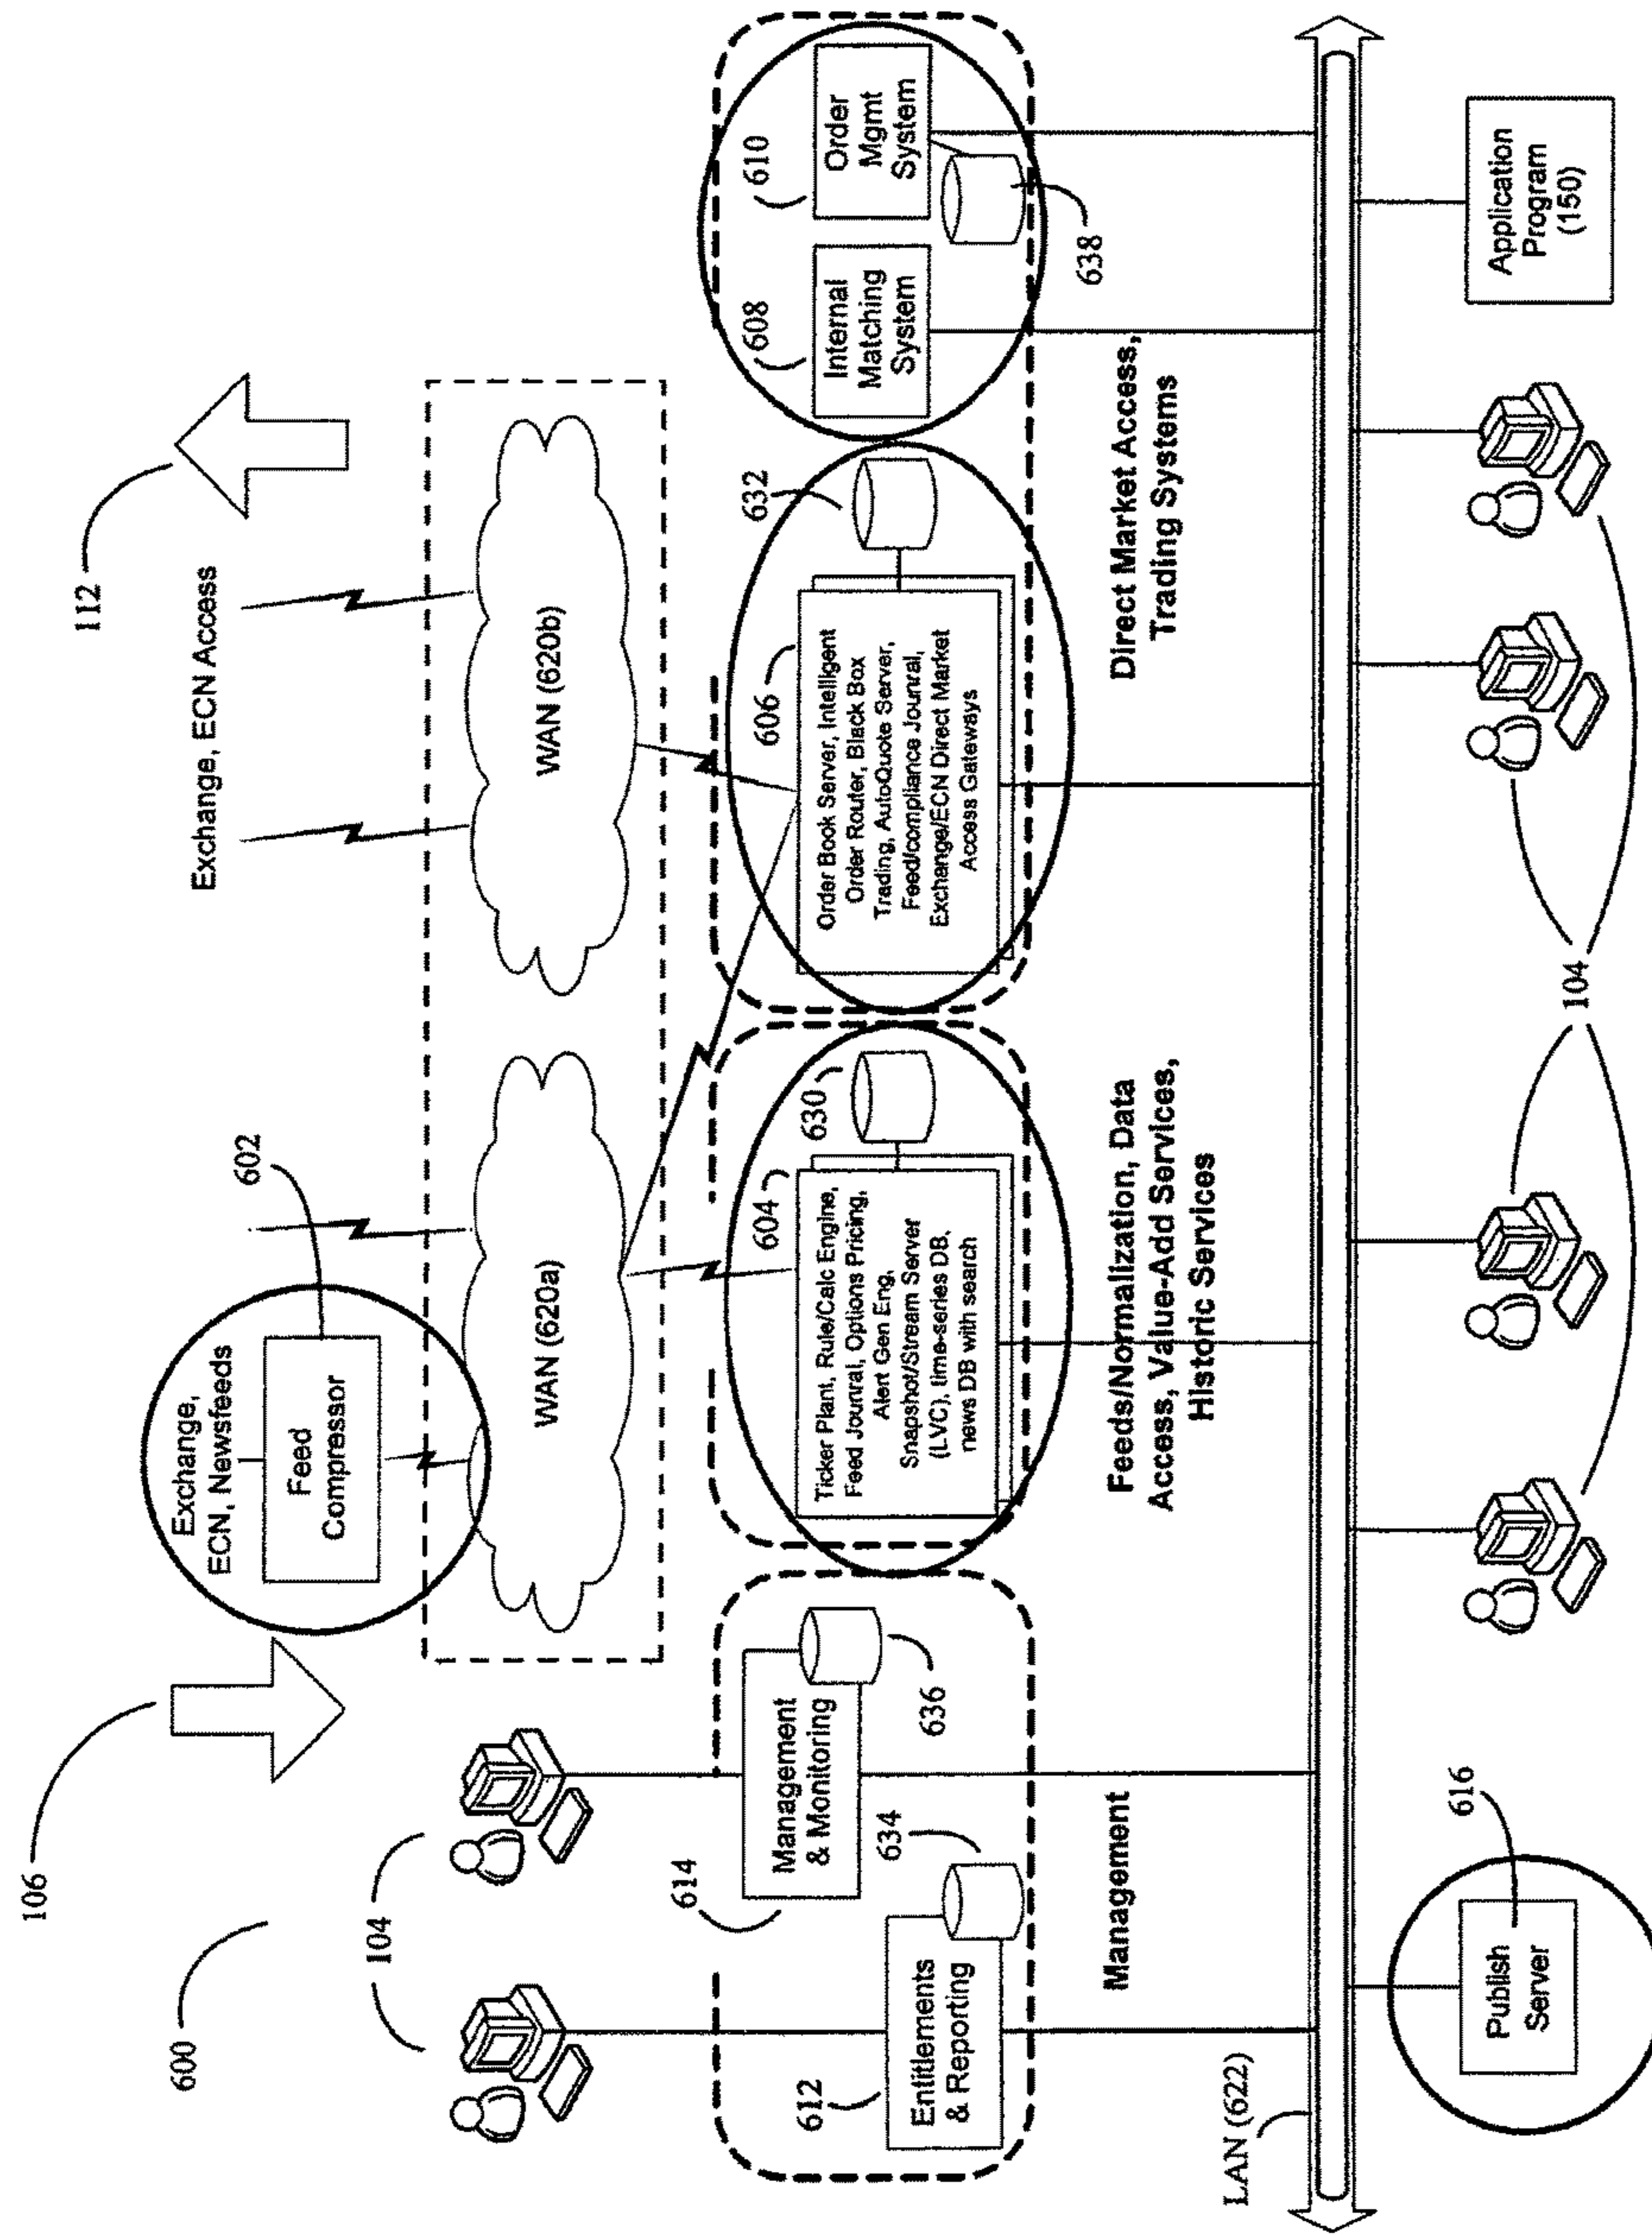 106
600
104
112
Exchange,
ECN, Newsfeeds
Feed
Compressor
602
Exchange, ECN Access
WAN (620a)
WAN (620b)
614
Management
& Monitoring
636
612
Entitlements
& Reporting
634
Management
604
Ticker Plant, Rule/Calc Engine,
Feed Jounral, Options Pricing,
Alert Gen Eng,
Snapshot/Stream Server
(LVC), time-series DB,
news DB with search
630
Feeds/Normalization, Data
Access, Value-Add Services,
Historic Services
606
Order Book Server, Intelligent
Order Router, Black Box
Trading, AutoQuote Server,
Feed/compliance Jounral,
Exchange/ECN Direct Market
Access Gateways
632
608
Internal
Matching
System
610
Order
Mgmt
System
638
Direct Market Access,
Trading Systems
LAN (622)
Publish
Server
616
104
104
Application
Program
(150)